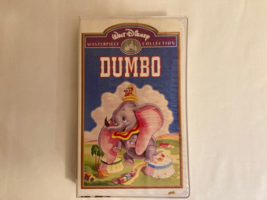 Walt Disney
MASTERPIECE COLLECTION
DUMBO